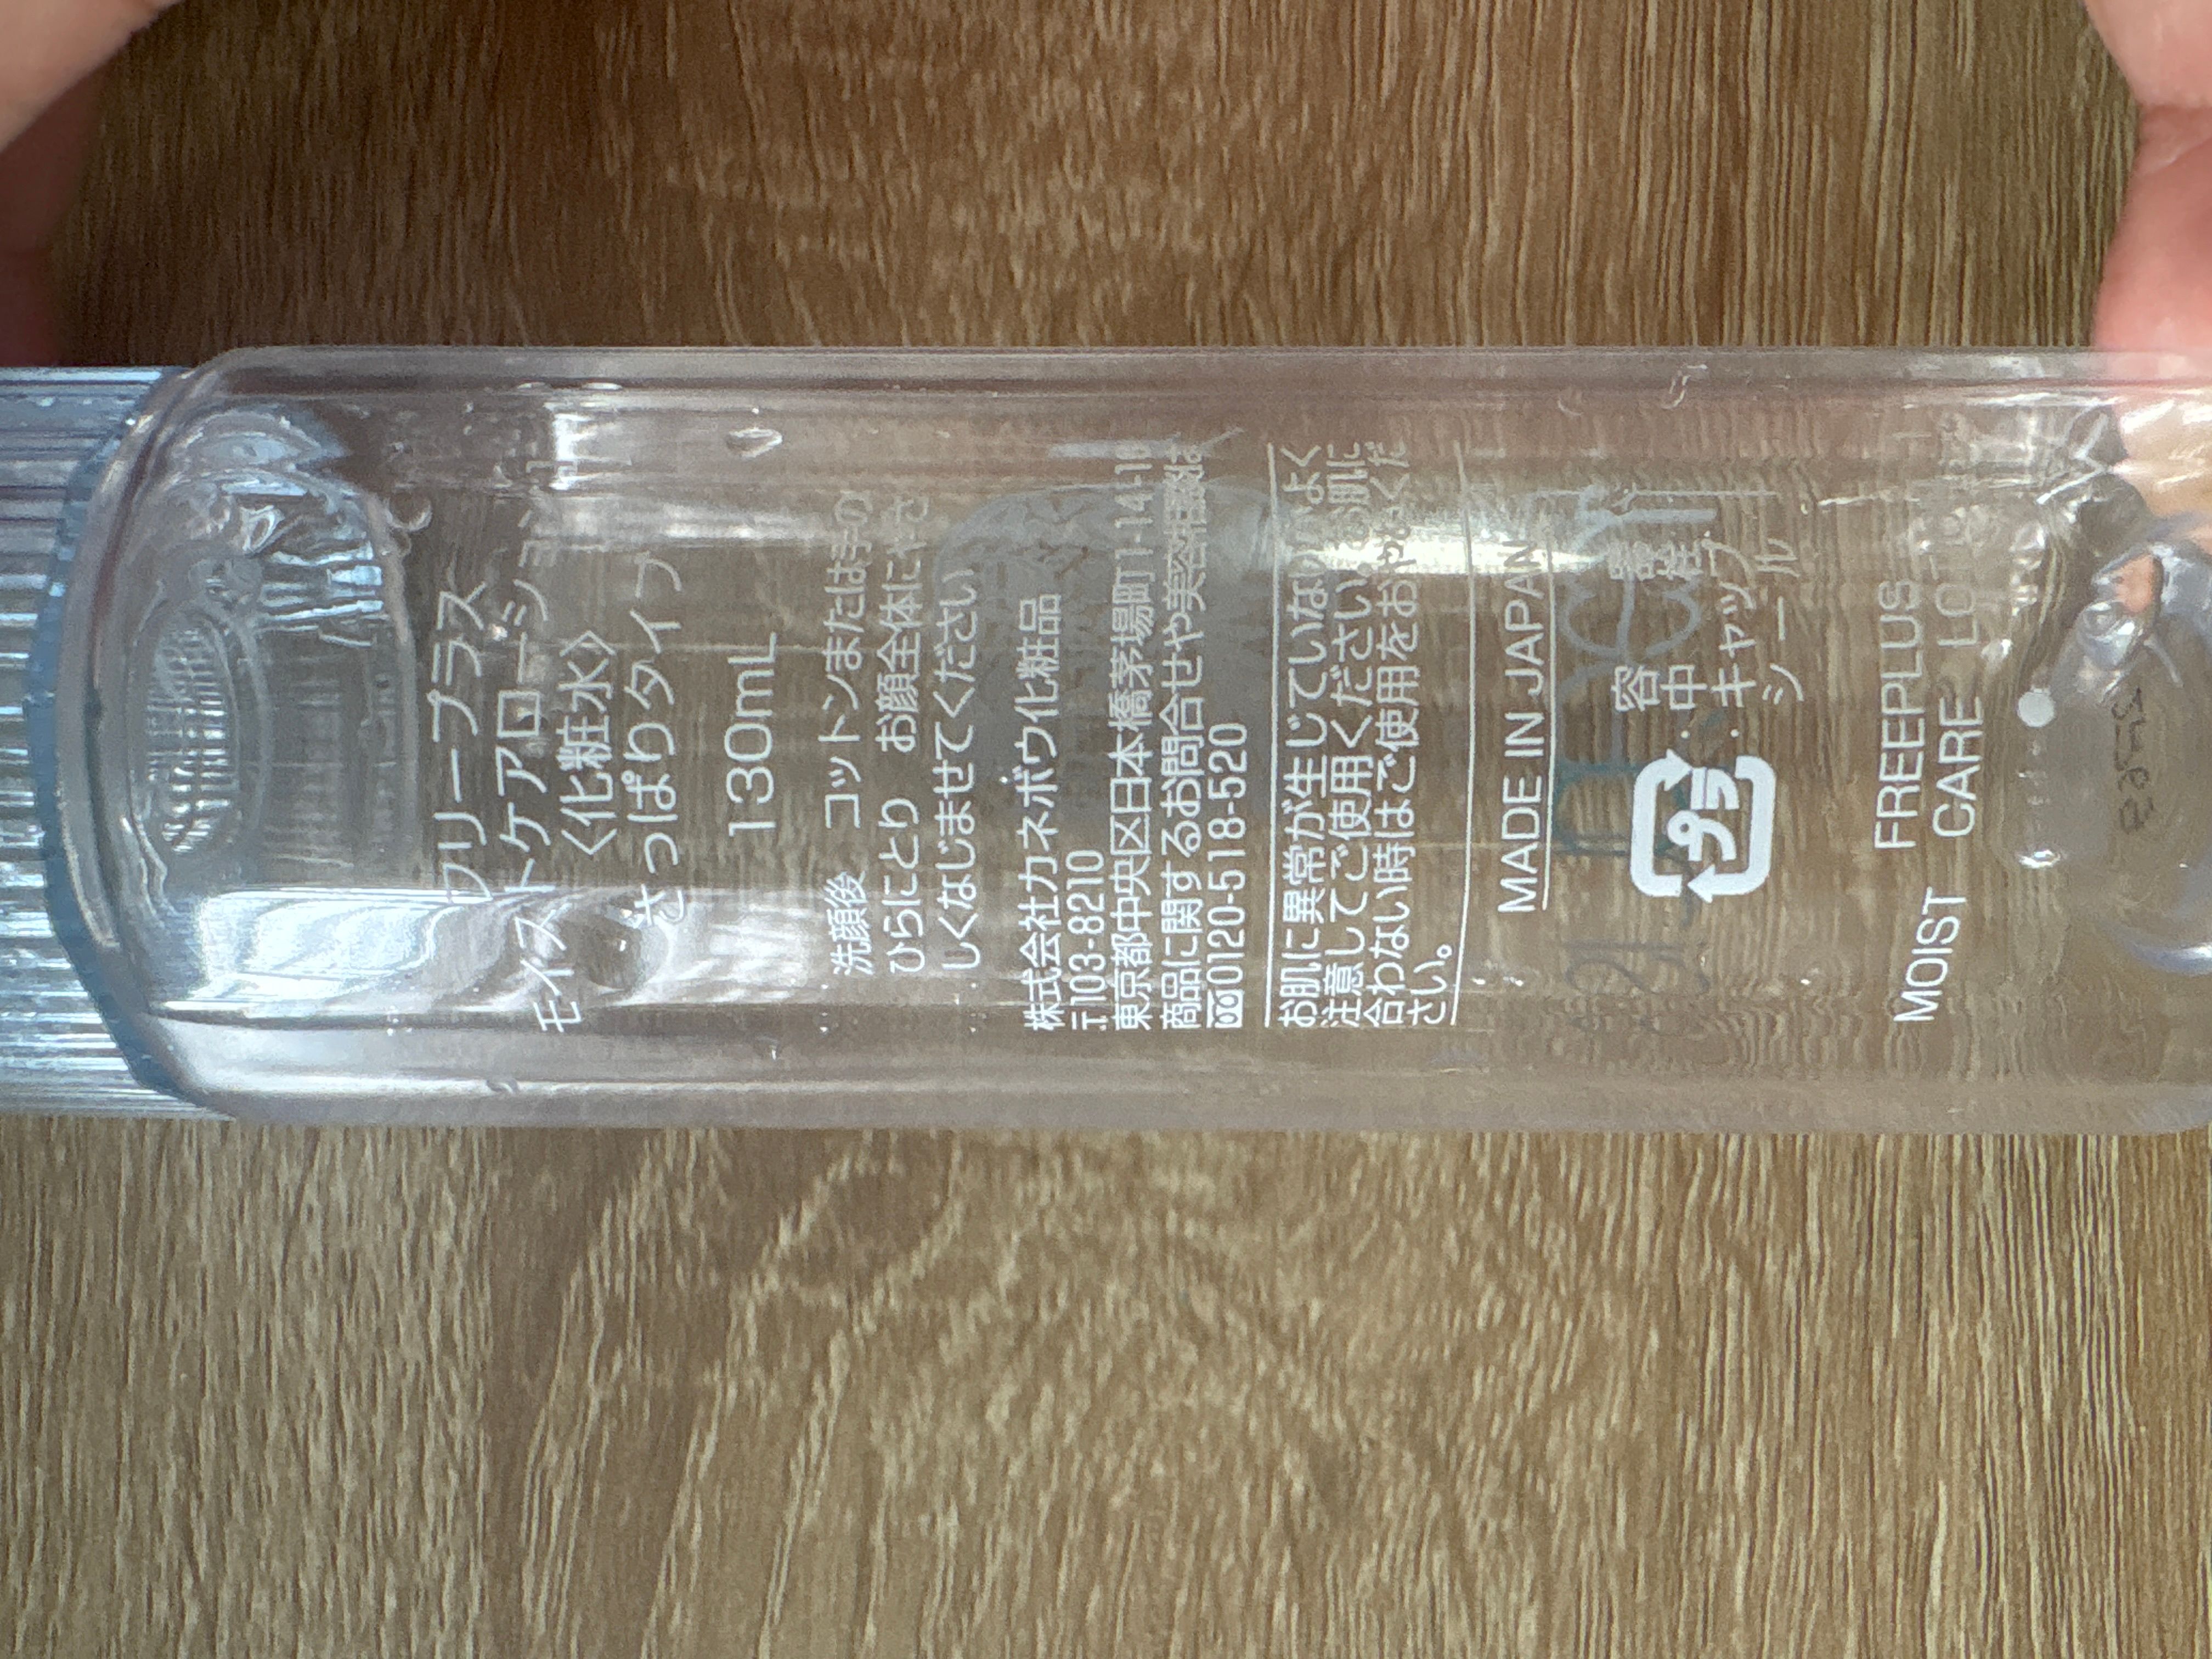 フリープラス
モイストケアローション
〈化粧水〉
さっぱりタイプ
130mL
洗顔後 コットンまたは手の
ひらにとり お顔全体にやさ
しくなじませてください
株式会社カネボウ化粧品
〒103-8210
東京都中央区日本橋茅場町1-14-10
商品に関するお問合せや美容相談は
0120-518-520
お肌に異常が生じていないかよく
注意してご使用ください。お肌に
合わない時はご使用をおやめくだ
さい。
MADE IN JAPAN
プラ
容器
中栓
キャップ
シール
FREEPLUS
MOIST CARE LOTION